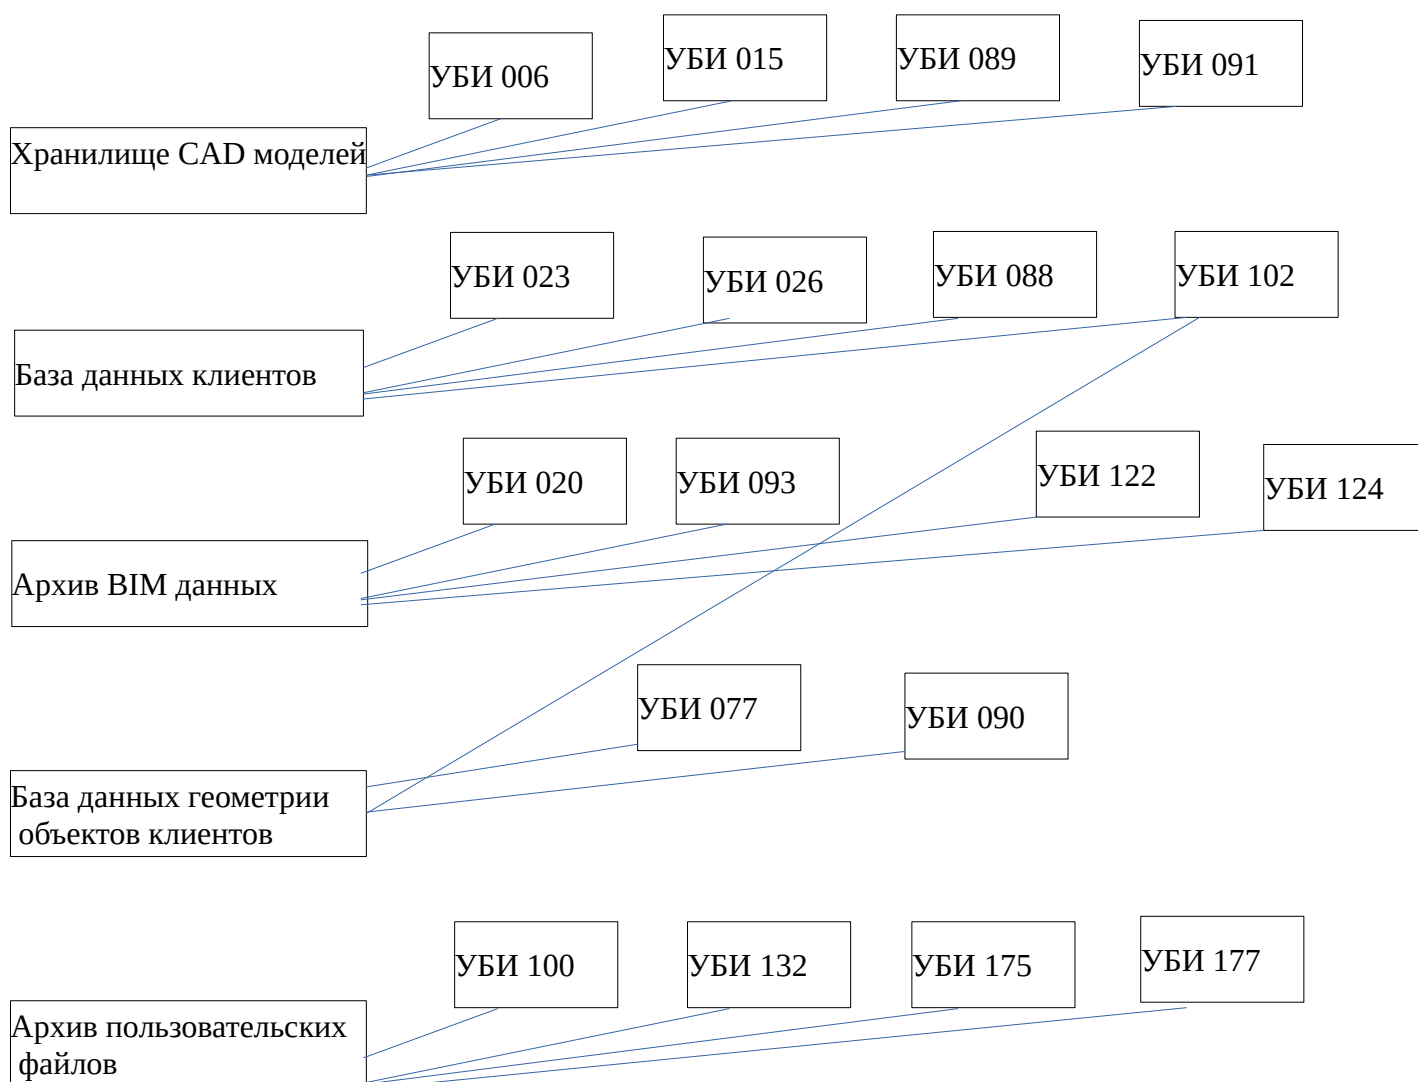 УБИ 006
УБИ 015
УБИ 089
УБИ 091
Хранилище CAD моделей
УБИ 023
УБИ 026
УБИ 088
УБИ 102
База данных клиентов
УБИ 020
УБИ 093
УБИ 122
УБИ 124
Архив BIM данных
УБИ 077
УБИ 090
База данных геометрии
объектов клиентов
УБИ 100
УБИ 132
УБИ 175
УБИ 177
Архив пользовательских
файлов